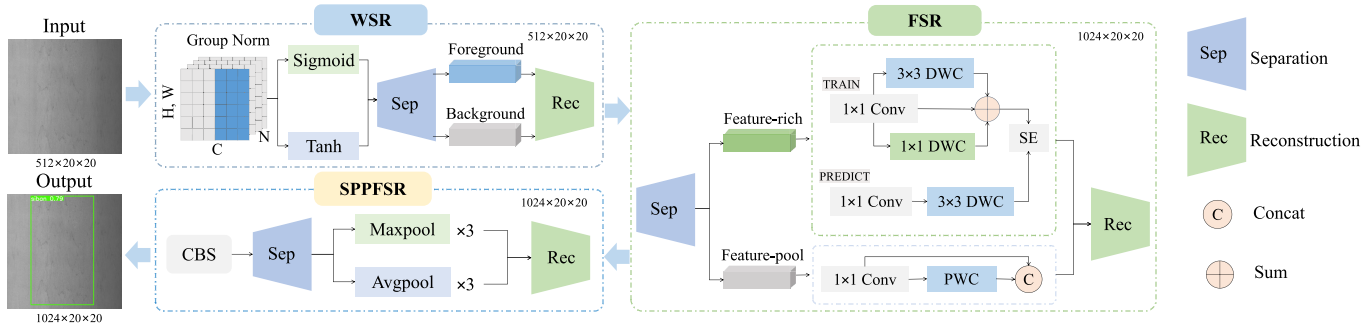 Input
512×20×20
Output
siban 0.79
1024×20×20
WSR
512×20×20
Group Norm
H, W
C
N
Sigmoid
Tanh
Sep
Foreground
Background
Rec
SPPFSR
1024×20×20
CBS
Sep
Maxpool ×3
Avgpool ×3
Rec
FSR
1024×20×20
Sep
Feature-rich
TRAIN
3×3 DWC
1×1 Conv
1×1 DWC
SE
PREDICT
1×1 Conv
3×3 DWC
Feature-pool
1×1 Conv
PWC
C
Rec
Sep Separation
Rec Reconstruction
C Concat
Sum